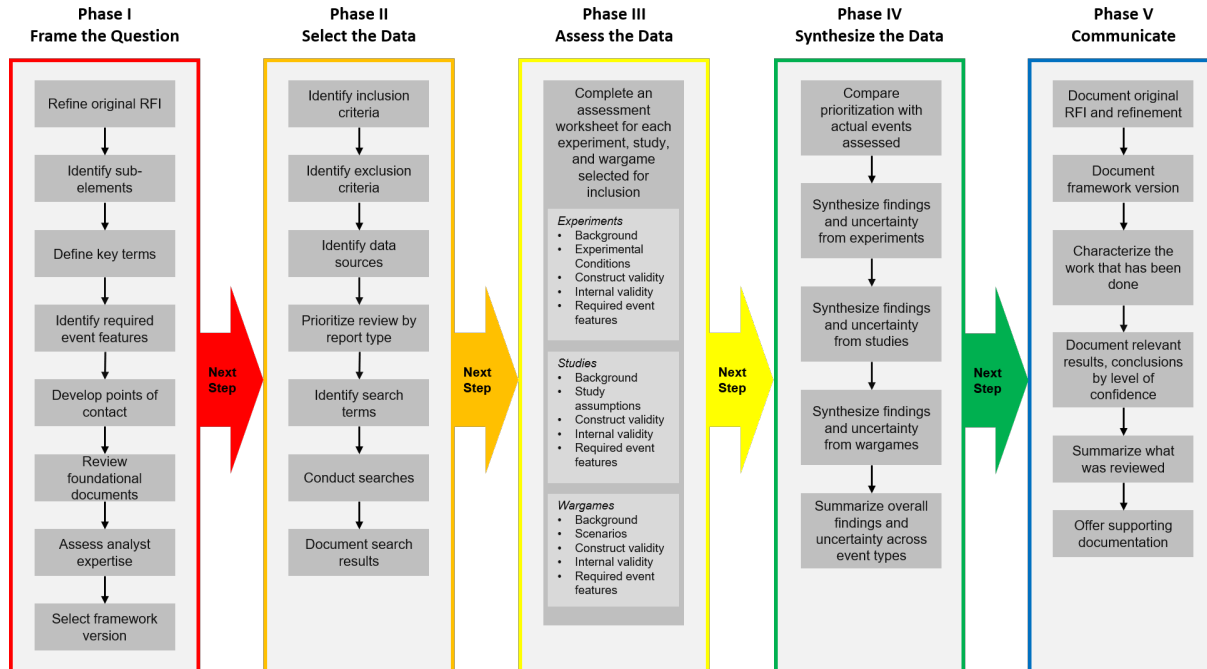 Phase I
Frame the Question
Refine original RFI
Identify sub-
elements
Define key terms
Identify required
event features
Develop points of
contact
Review
foundational
documents
Assess analyst
expertise
Select framework
version
Next
Step
Phase II
Select the Data
Identify inclusion
criteria
Identify exclusion
criteria
Identify data
sources
Prioritize review by
report type
Identify search
terms
Conduct searches
Document search
results
Next
Step
Phase III
Assess the Data
Complete an
assessment
worksheet for each
experiment, study,
and wargame
selected for
inclusion
Experiments
• Background
• Experimental
Conditions
• Construct validity
• Internal validity
• Required event
features
Studies
• Background
• Study
assumptions
• Construct validity
• Internal validity
• Required event
features
Wargames
• Background
• Scenarios
• Construct validity
• Internal validity
• Required event
features
Next
Step
Phase IV
Synthesize the Data
Compare
prioritization with
actual events
assessed
Synthesize findings
and uncertainty
from experiments
Synthesize findings
and uncertainty
from studies
Synthesize findings
and uncertainty
from wargames
Summarize overall
findings and
uncertainty across
event types
Next
Step
Phase V
Communicate
Document original
RFI and refinement
Document
framework version
Characterize the
work that has been
done
Document relevant
results, conclusions
by level of
confidence
Summarize what
was reviewed
Offer supporting
documentation